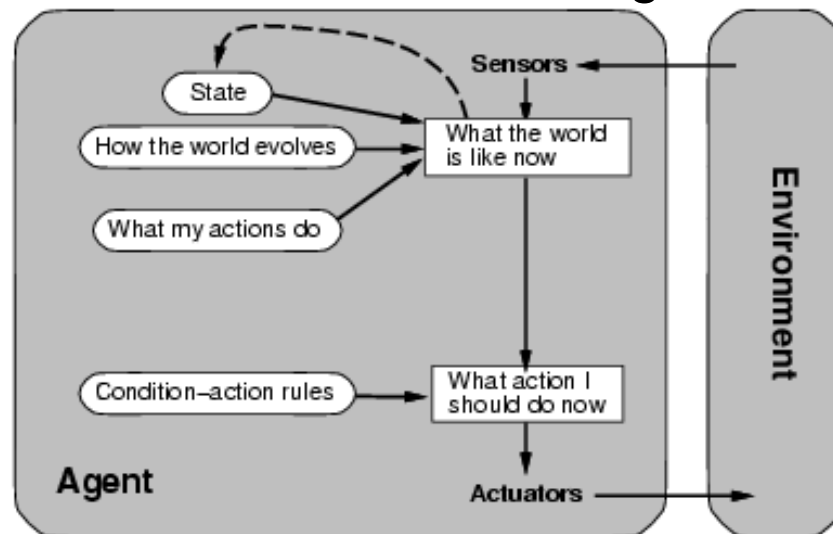 Sensors
State
What the world
is like now
How the world evolves
What my actions do
Environment
Condition–action rules
What action I
should do now
Agent
Actuators